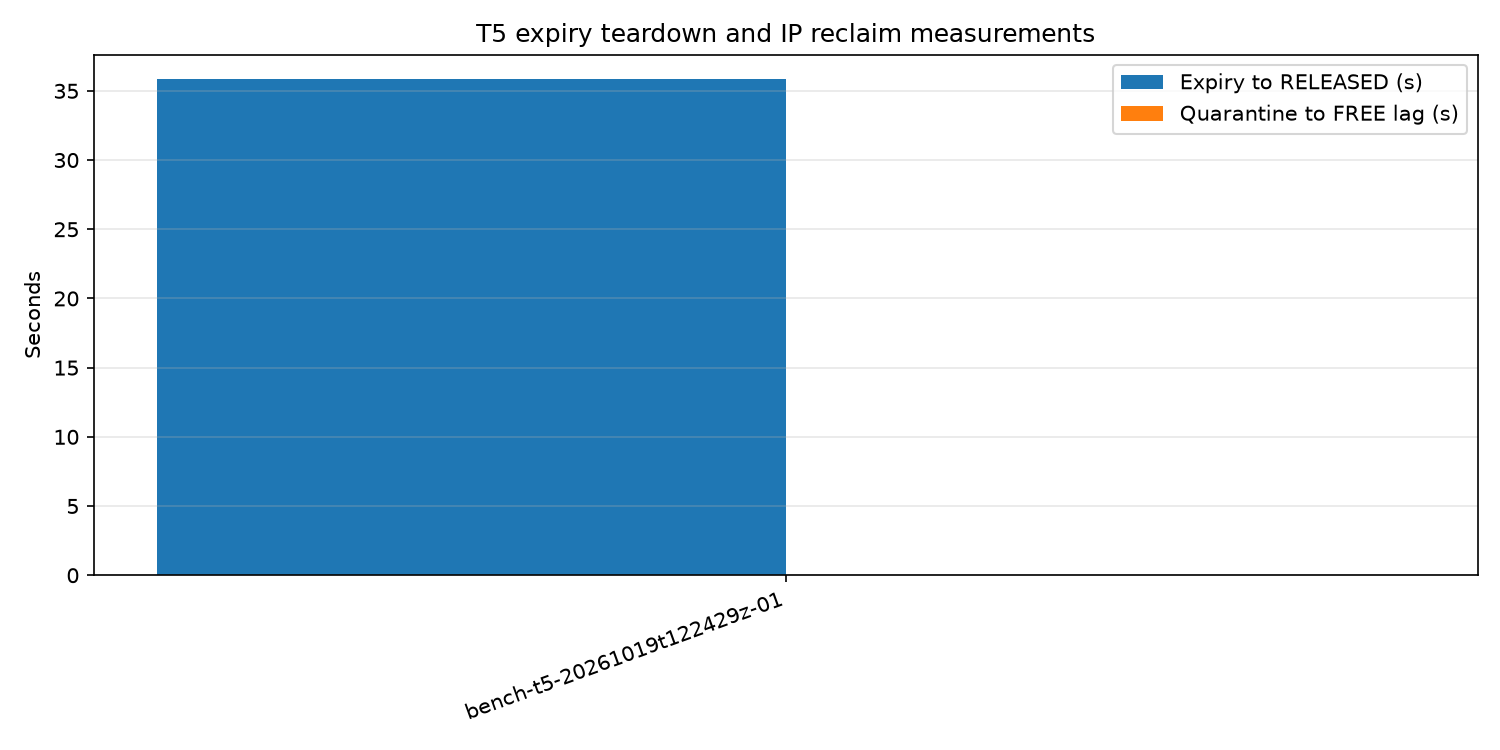 T5 expiry teardown and IP reclaim measurements
Expiry to RELEASED (s)
Quarantine to FREE lag (s)
Seconds
35
30
25
20
15
10
5
0
bench-t5-20261019t122429z-01